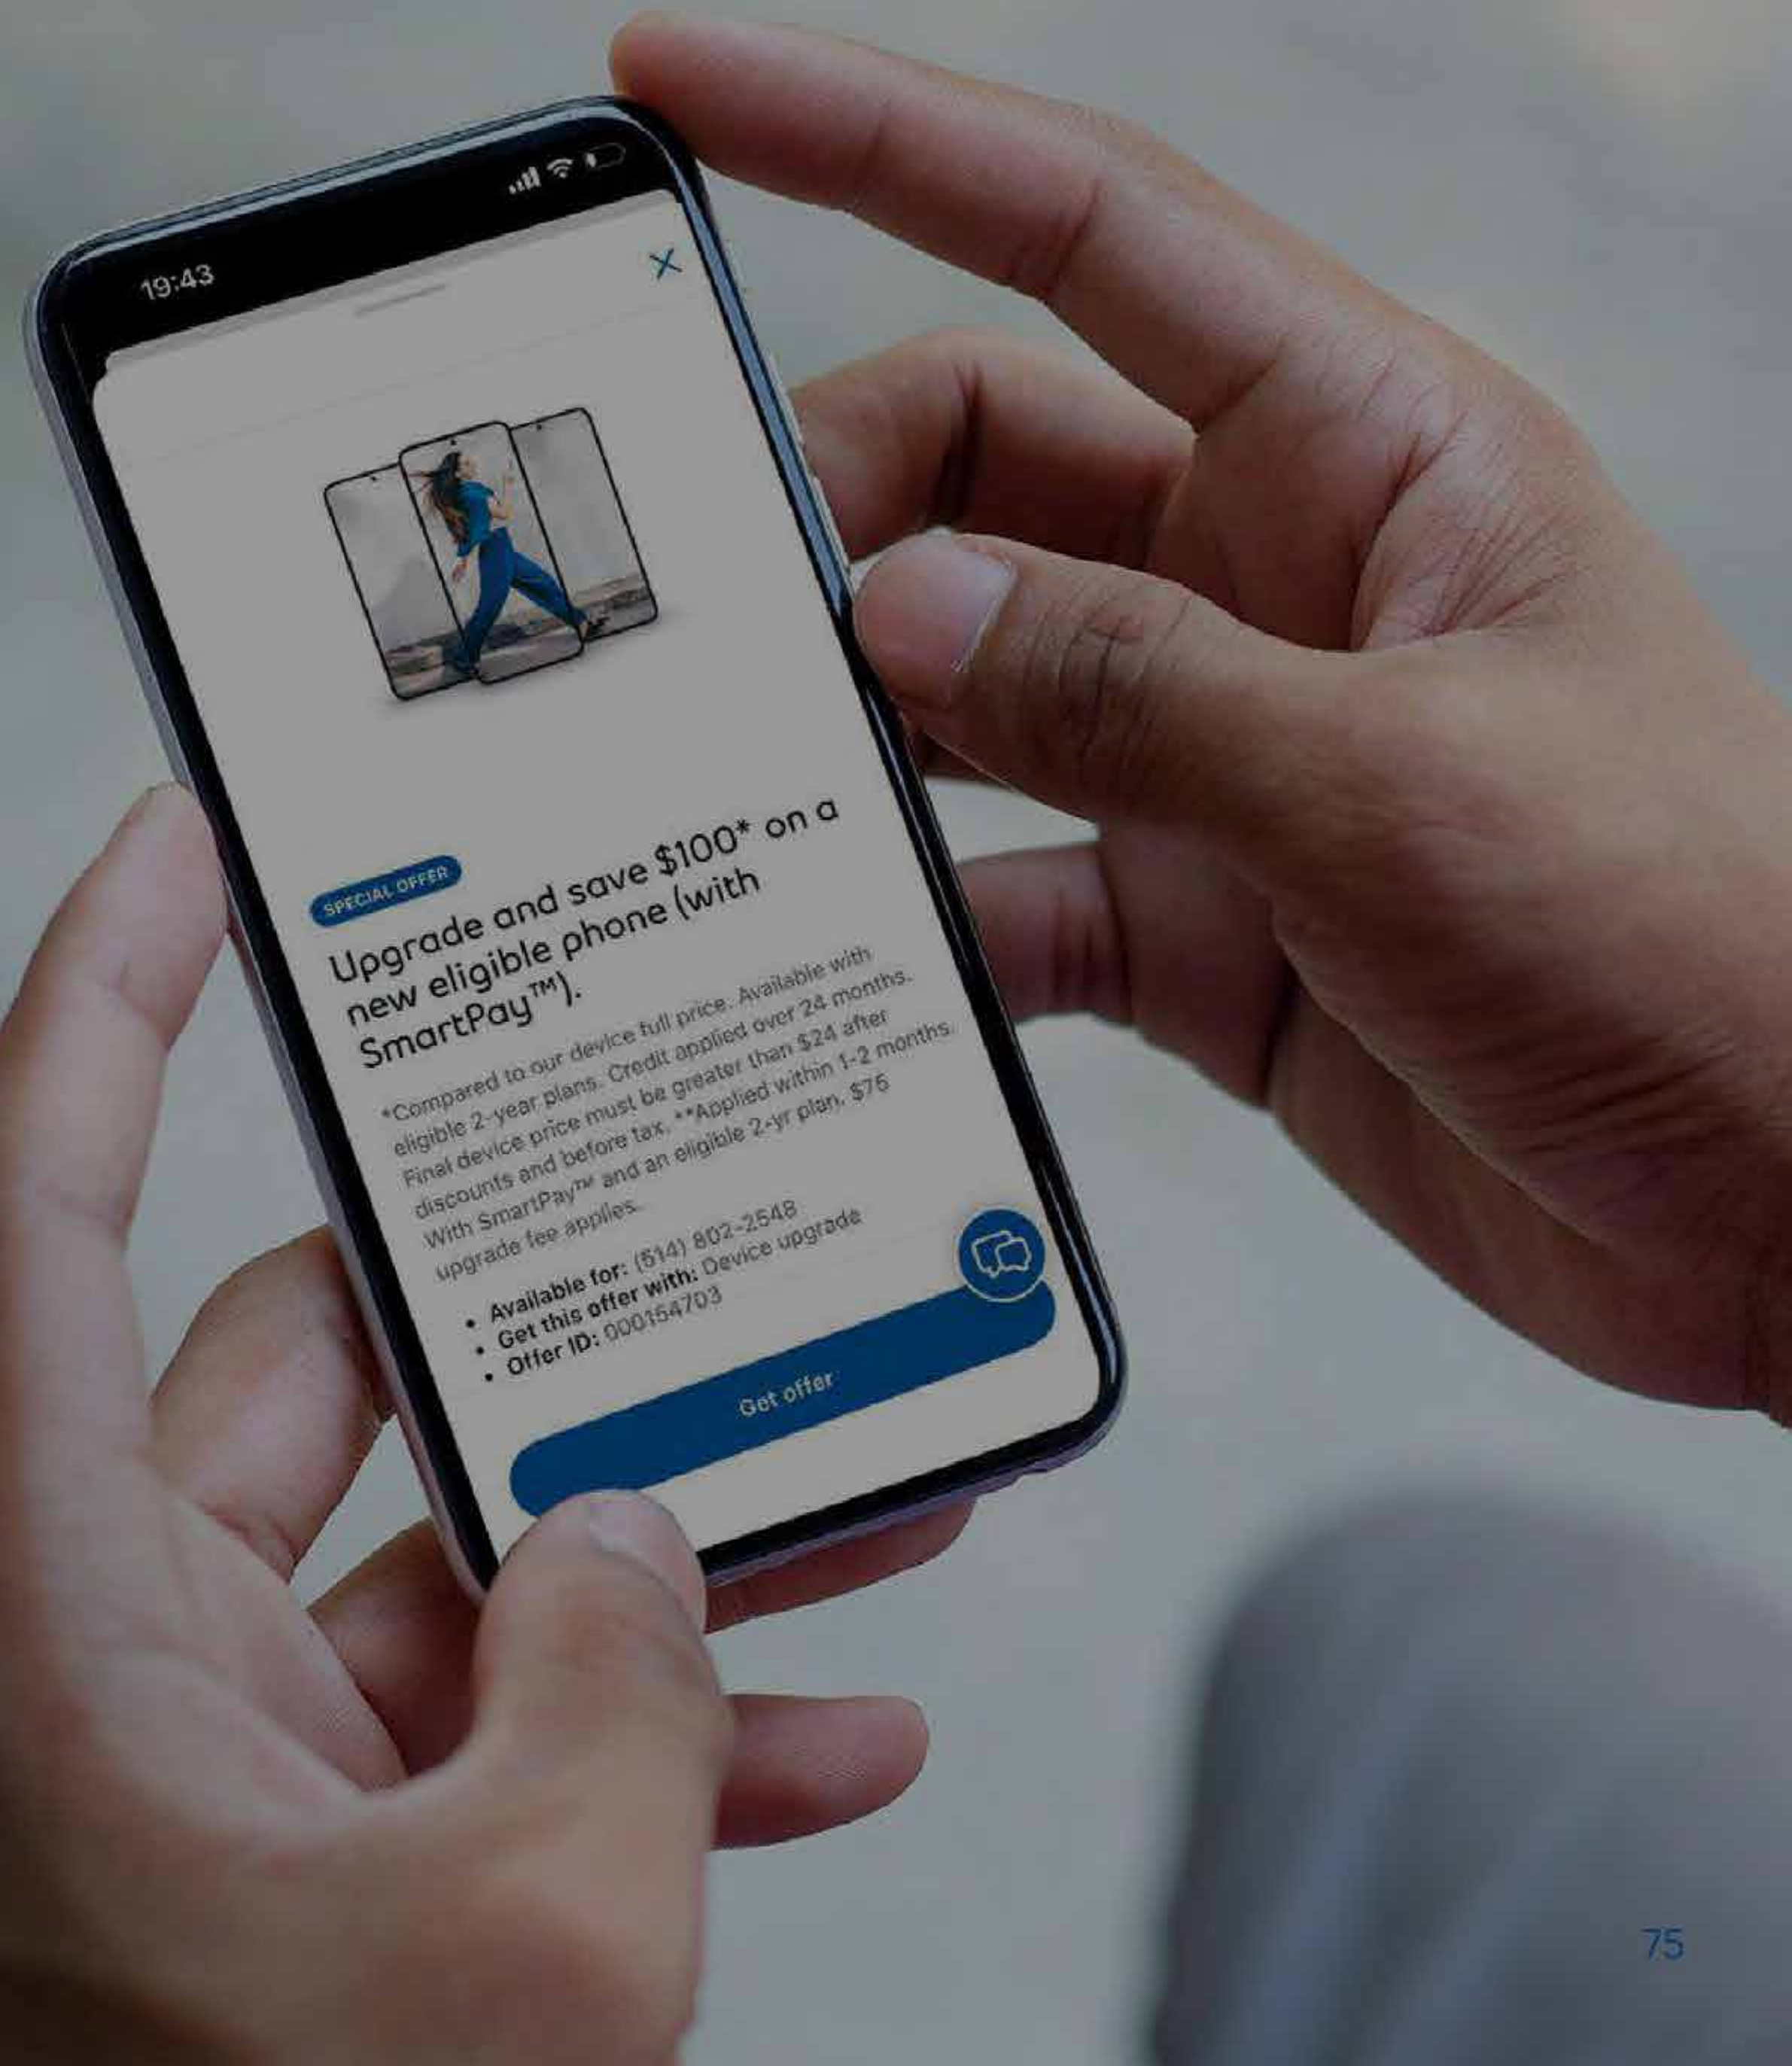 19:43
SPECIAL OFFER
Upgrade and save $100* on a
new eligible phone (with
SmartPay™).
*Compared to our device full price. Available with
eligible 2-year plans. Credit applied over 24 months.
Final device price must be greater than $24 after
discounts and before tax. **Applied within 1-2 months.
With SmartPay™ and an eligible 2-yr plan, $75
upgrade fee applies.
• Available for: (514) 802-2548
• Get this offer with: Device upgrade
• Offer ID: 000154703
Get offer
75